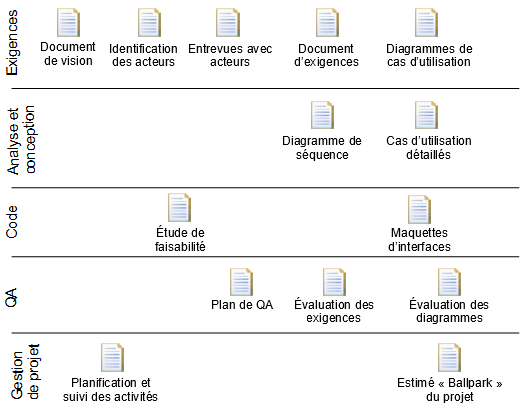 Exigences
Document
de vision
Identification
des acteurs
Entrevues avec
acteurs
Document
d'exigences
Diagrammes de
cas d'utilisation
Analyse et
conception
Diagramme de
séquence
Cas d'utilisation
détaillés
Code
Étude de
faisabilité
Maquettes
d'interfaces
QA
Plan de QA
Évaluation des
exigences
Évaluation des
diagrammes
Gestion
de projet
Planification et
suivi des activités
Estimé « Ballpark »
du projet